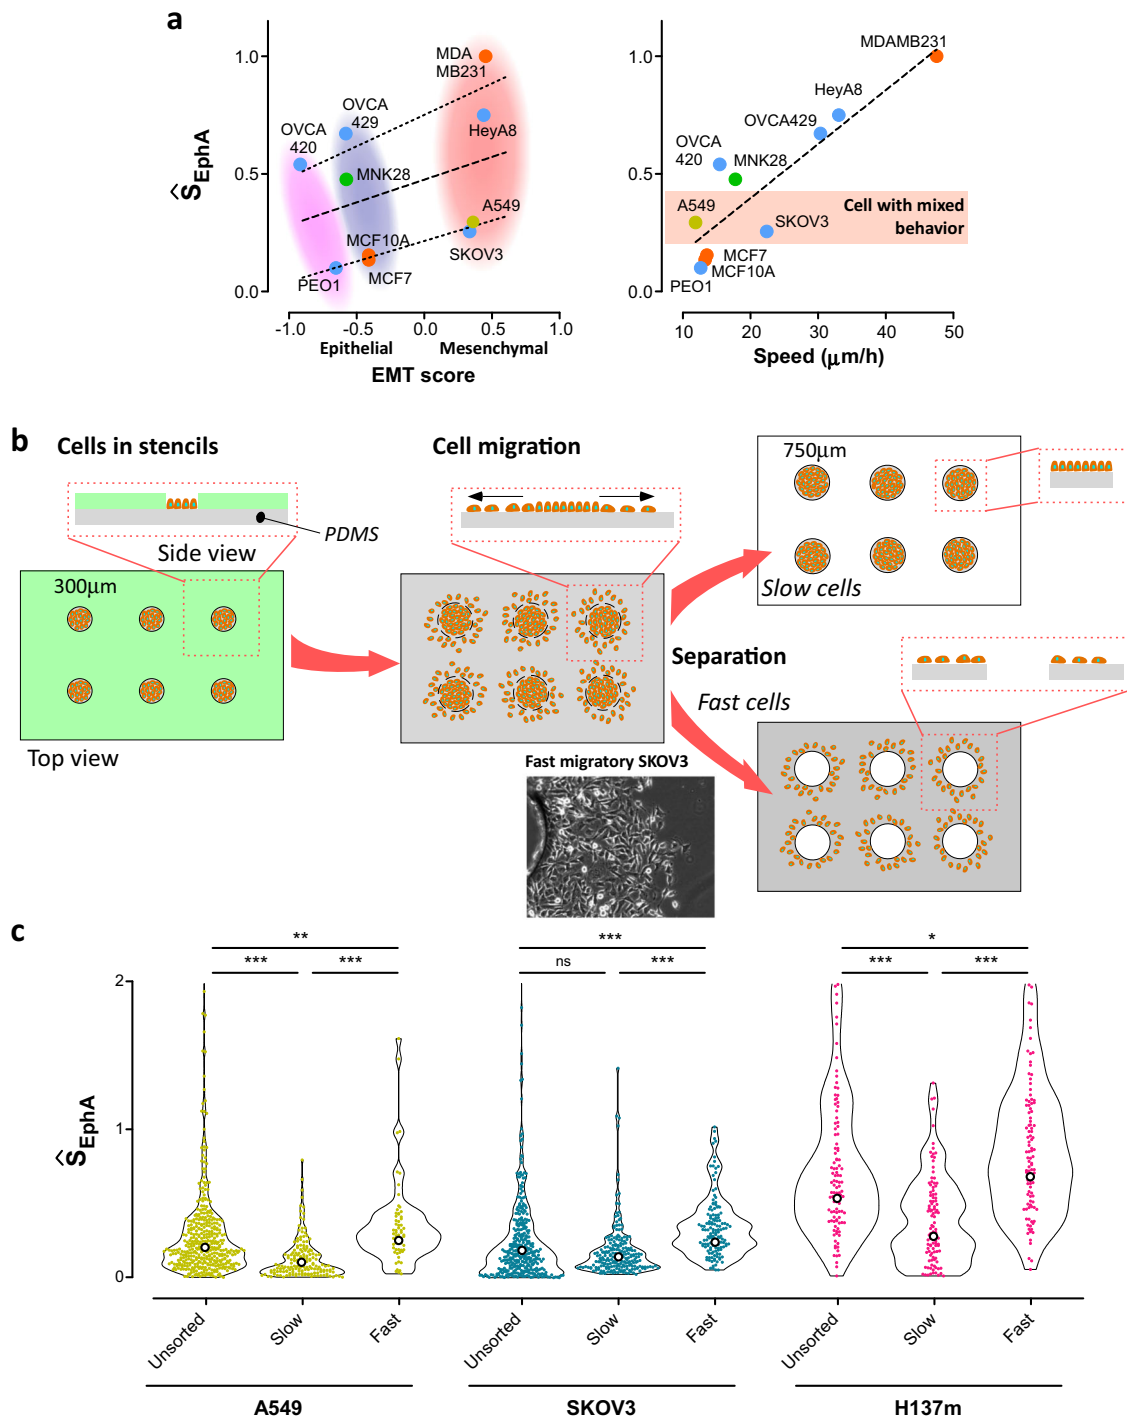 a
1.0
0.5
0.0
ŜEphA
MDA
MB231
OVCA
429
OVCA
420
HeyA8
MNK28
A549
MCF10A
SKOV3
PEO1
MCF7
-1.0
-0.5
0.0
0.5
1.0
Epithelial
Mesenchymal
EMT score
1.0
0.5
0.0
MDAMB231
HeyA8
OVCA429
OVCA
420
MNK28
A549
Cell with mixed
behavior
SKOV3
MCF7
MCF10A
PEO1
10
20
30
40
50
Speed (μm/h)
b
Cells in stencils
Cell migration
750μm
PDMS
Side view
300μm
Slow cells
Separation
Fast cells
Top view
Fast migratory SKOV3
c
**
***
*
***
***
ns
***
***
***
2
1
0
ŜEphA
Unsorted
Slow
Fast
Unsorted
Slow
Fast
Unsorted
Slow
Fast
A549
SKOV3
H137m